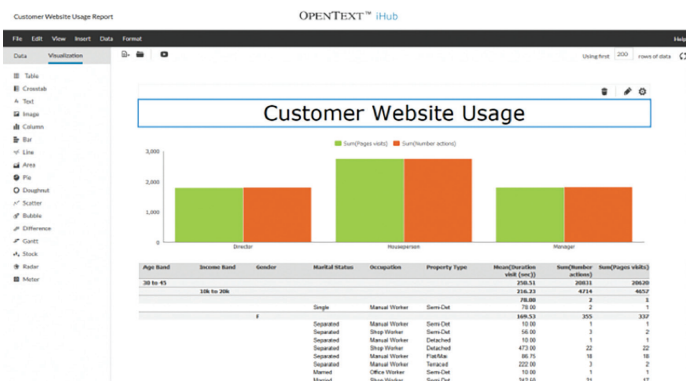 Customer Website Usage Report
OPENTEXT™ iHub
File Edit View Insert Data Format Help
Data Visualization
Using first 200 rows of data
Table
Crosstab
Text
Image
Column
Bar
Line
Area
Pie
Doughnut
Scatter
Bubble
Difference
Gantt
Stock
Radar
Meter
Customer Website Usage
Sum(Pages visits) Sum(Number actions)
3,000
2,000
1,000
0
Director Houseperson Manager
Age Band Income Band Gender Marital Status Occupation Property Type Mean(Duration visit (sec)) Sum(Number actions) Sum(Pages visits)
30 to 45 250.51 20831 20620
10k to 20k 216.23 4714 4657
78.00 2 1
Single Manual Worker Semi-Det 78.00 2 1
F 169.53 355 337
Separated Manual Worker Semi-Det 10.00 1 1
Separated Shop Worker Semi-Det 56.00 3 2
Separated Manual Worker Detached 10.00 1 1
Separated Shop Worker Detached 473.00 22 22
Separated Manual Worker Flat/Mai 86.75 18 18
Separated Manual Worker Terraced 222.00 3 2
Married Office Worker Semi-Det 10.00 1 1
Married Shop Worker Semi-Det